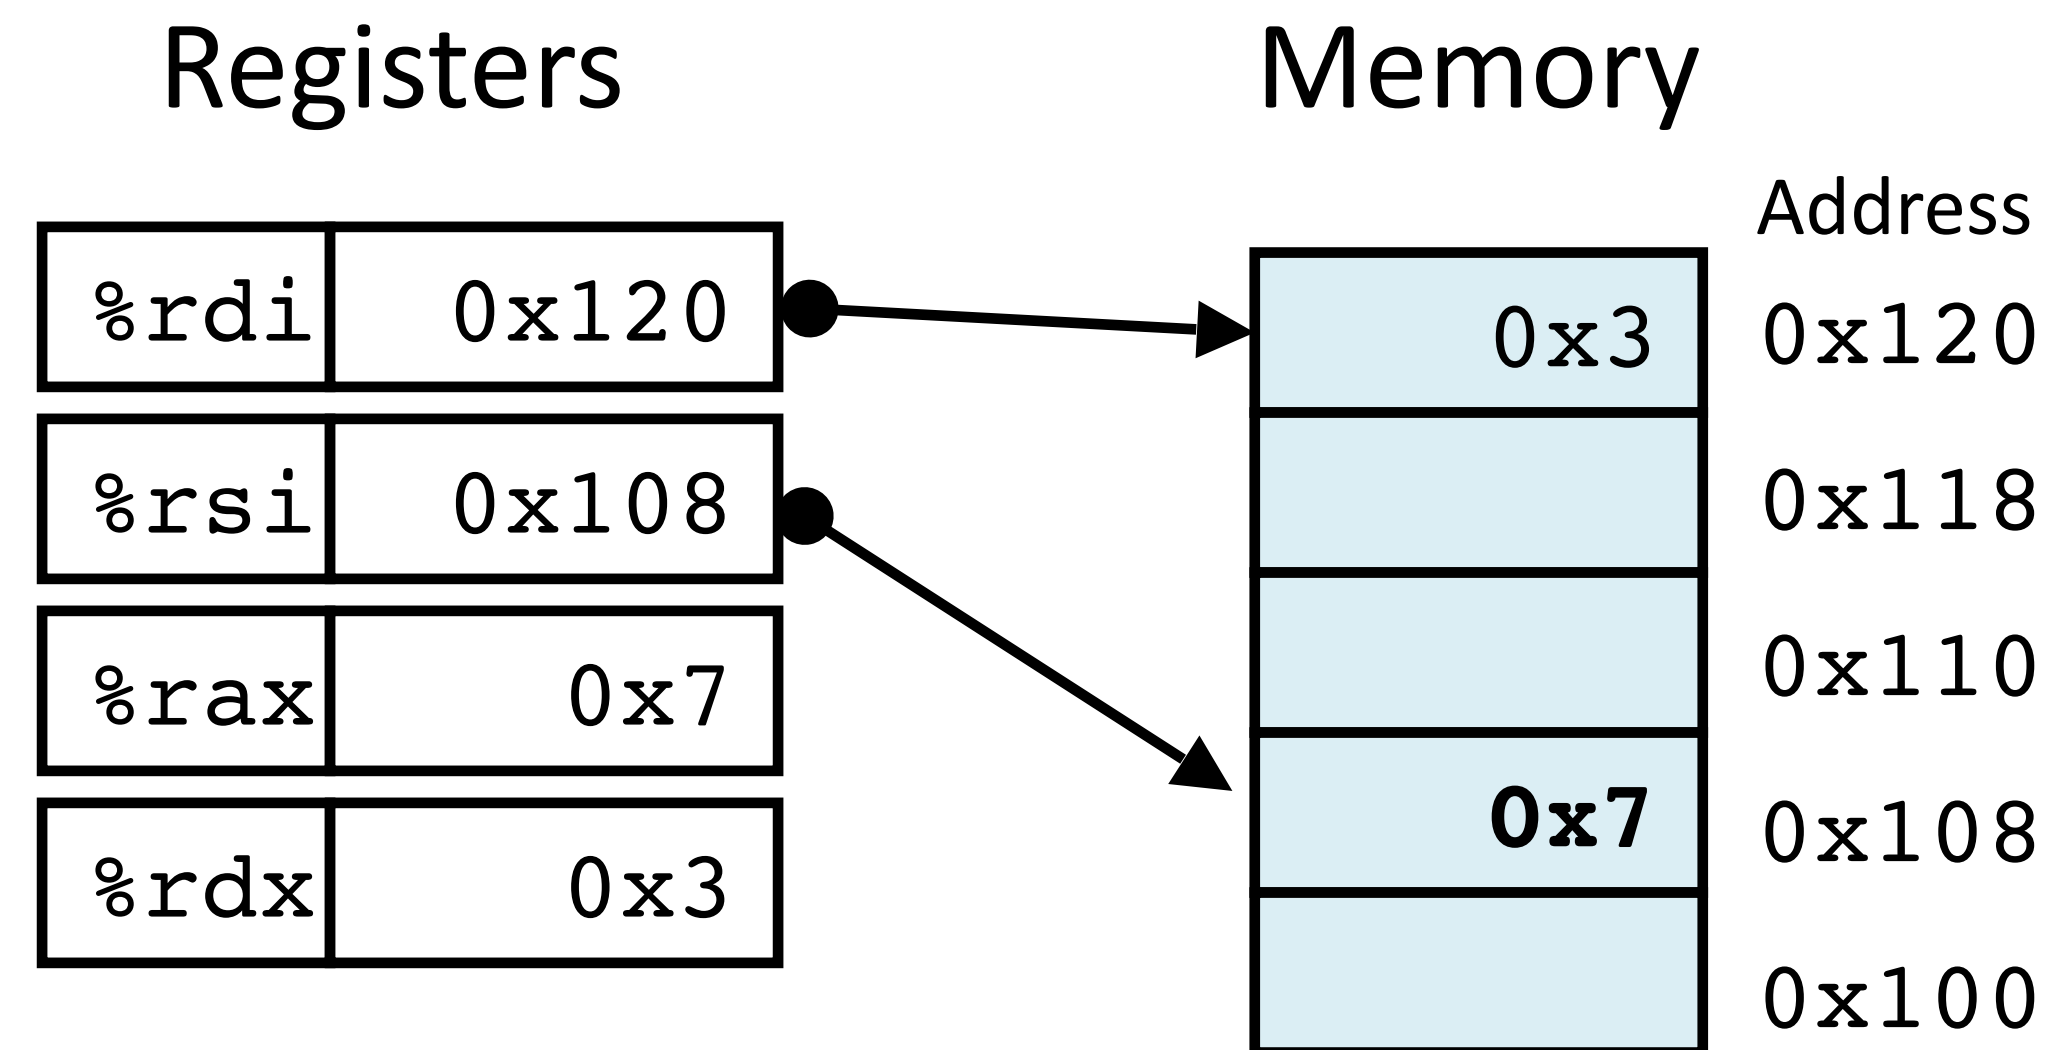 Registers
Memory
Address
%rdi 0x120
%rsi 0x108
%rax 0x7
%rdx 0x3
0x3 0x120
0x118
0x110
0x7 0x108
0x100